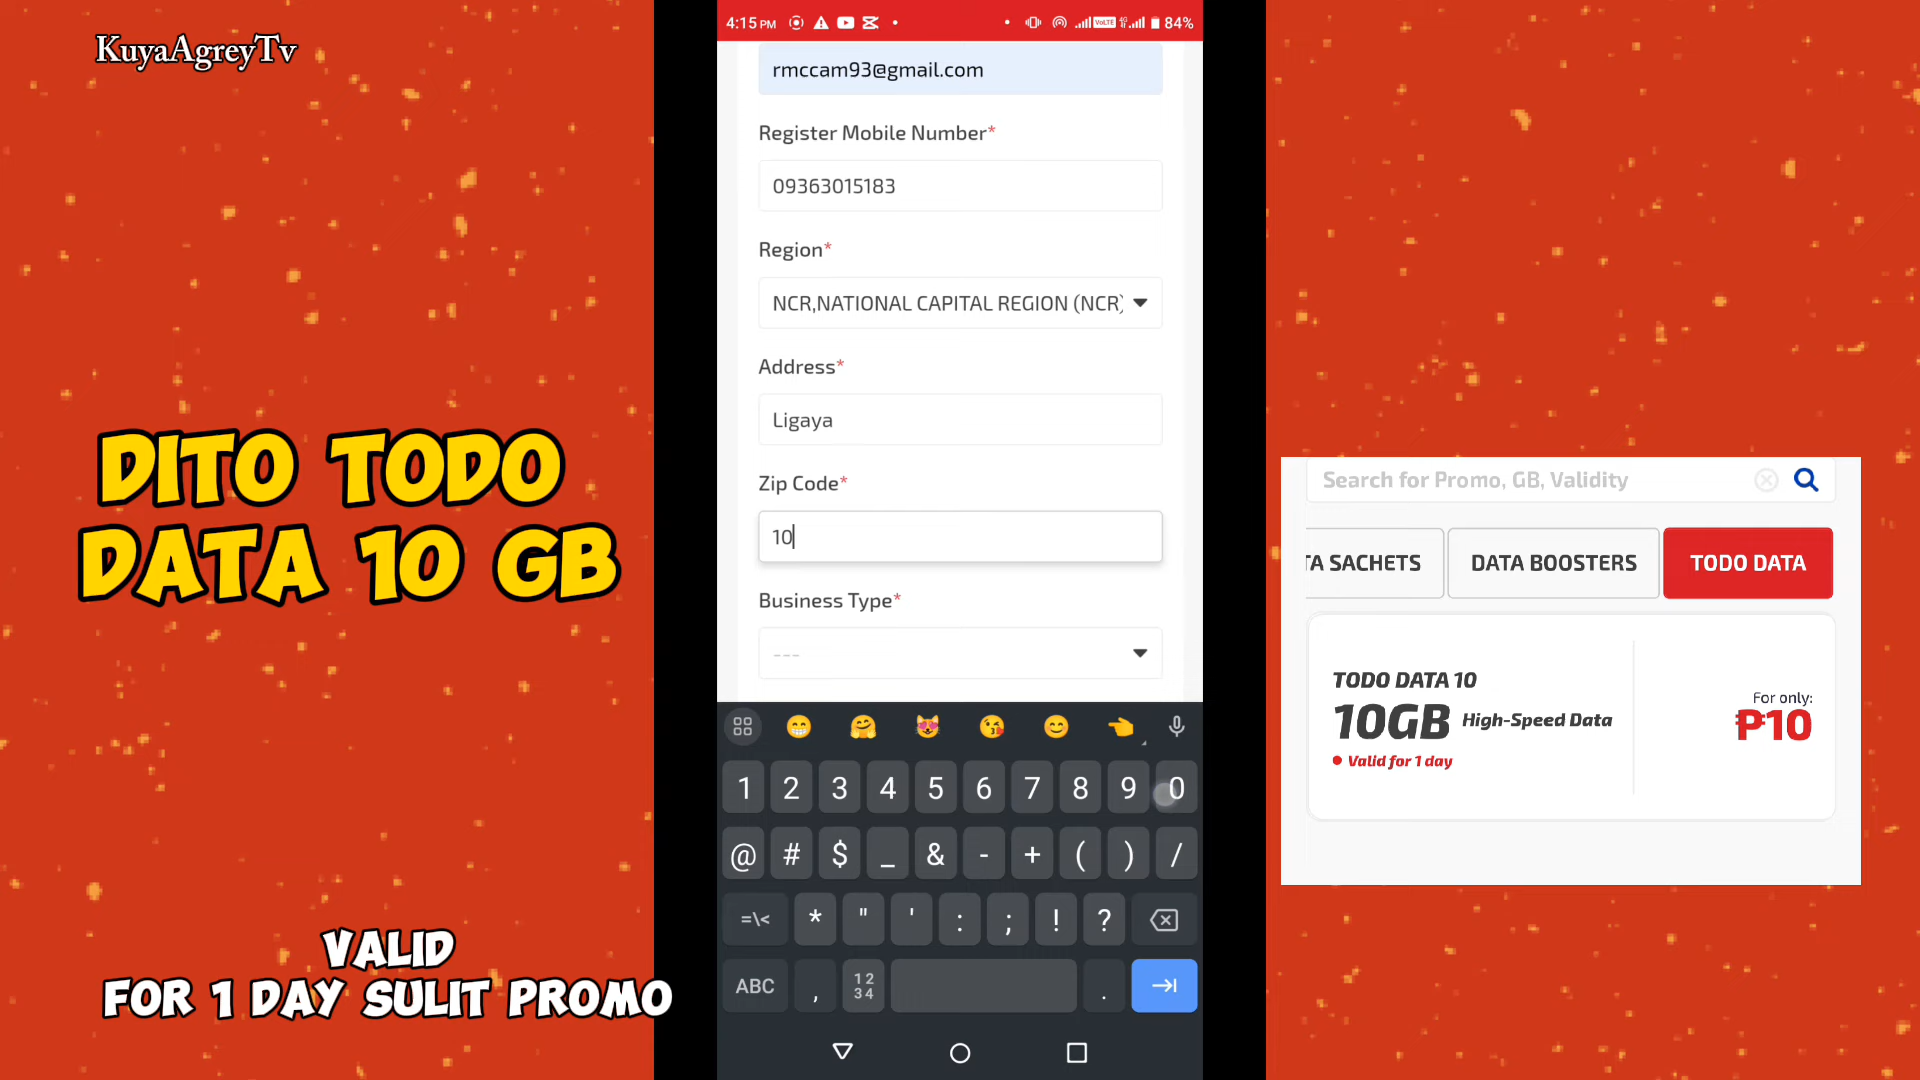 KuyaAgreyTv
DITO TODO
DATA 10 GB
VALID
FOR 1 DAY SULIT PROMO
4:15 PM
VoLTE
84%
rmccam93@gmail.com
Register Mobile Number*
09363015183
Region*
NCR,NATIONAL CAPITAL REGION (NCR)
Address*
Ligaya
Zip Code*
10
Business Type*
---
1 2 3 4 5 6 7 8 9 0
@ # $ _ & - + ( ) /
=\< * " ' : ; ! ?
ABC , 12 34 .
Search for Promo, GB, Validity
TA SACHETS
DATA BOOSTERS
TODO DATA
TODO DATA 10
10GB High-Speed Data
Valid for 1 day
For only:
₱10